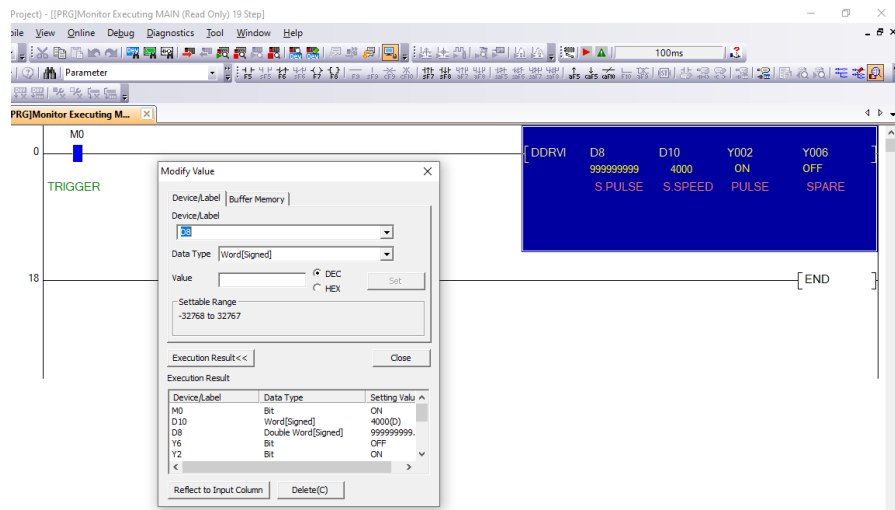 Project) - [[PRG]Monitor Executing MAIN (Read Only) 19 Step]
View Online Debug Diagnostics Tool Window Help
100ms
Parameter
PRG]Monitor Executing M...
M0
0
TRIGGER
DDRVI D8 D10 Y002 Y006
999999999 4000 ON OFF
S.PULSE S.SPEED PULSE SPARE
18
END
Modify Value
Device/Label Buffer Memory
Device/Label
D8
Data Type Word[Signed]
Value DEC
HEX
Set
Settable Range
-32768 to 32767
Execution Result<< Close
Execution Result
Device/Label Data Type Setting Valu
M0 Bit ON
D10 Word[Signed] 4000(D)
D8 Double Word[Signed] 999999999.
Y6 Bit OFF
Y2 Bit ON
Reflect to Input Column Delete(C)